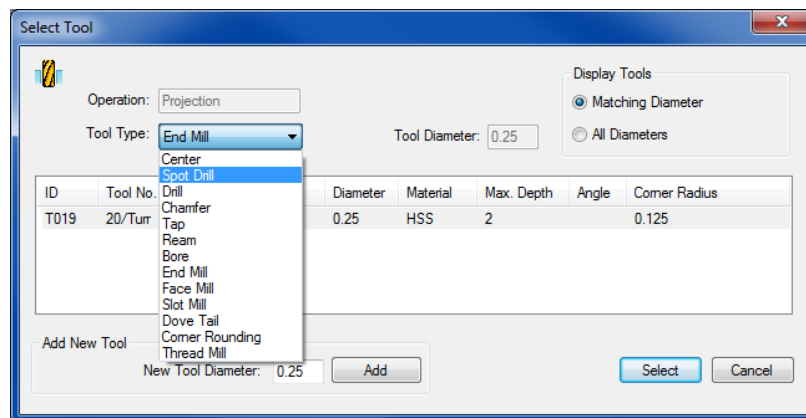 Select Tool
Display Tools
Operation: Projection
Matching Diameter
Tool Type: End Mill
Tool Diameter: 0.25
All Diameters
Center
Spot Drill
Drill
Chamfer
Tap
Ream
Bore
End Mill
Face Mill
Slot Mill
Dove Tail
Corner Rounding
Thread Mill
ID Tool No. Diameter Material Max. Depth Angle Corner Radius
T019 20/Turr 0.25 HSS 2 0.125
Add New Tool
New Tool Diameter: 0.25 Add
Select Cancel